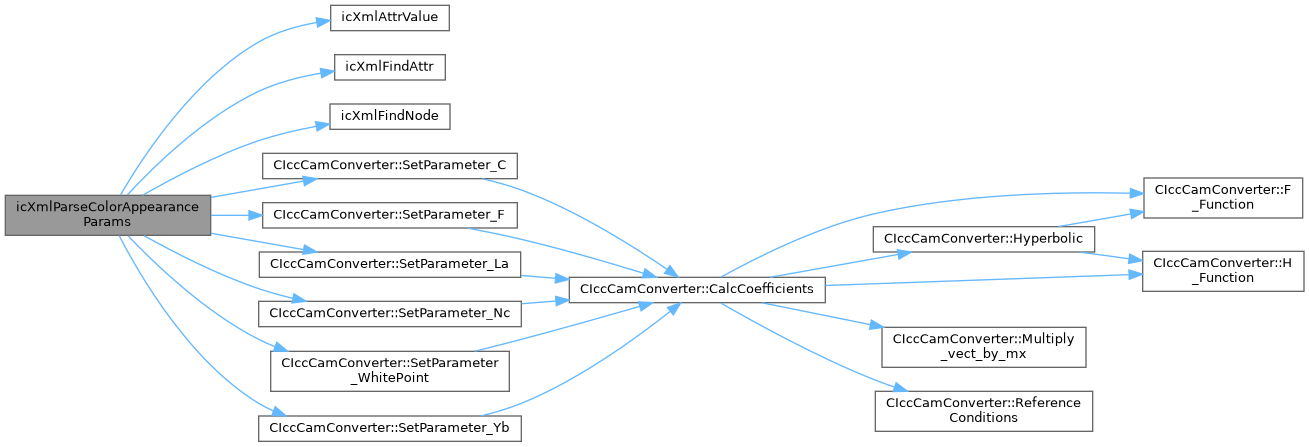 icXmlParseColorAppearance
Params
icXmlAttrValue
icXmlFindAttr
icXmlFindNode
CIccCamConverter::SetParameter_C
CIccCamConverter::SetParameter_F
CIccCamConverter::SetParameter_La
CIccCamConverter::SetParameter_Nc
CIccCamConverter::SetParameter
_WhitePoint
CIccCamConverter::SetParameter_Yb
CIccCamConverter::CalcCoefficients
CIccCamConverter::Hyperbolic
CIccCamConverter::Multiply
_vect_by_mx
CIccCamConverter::Reference
Conditions
CIccCamConverter::F
_Function
CIccCamConverter::H
_Function